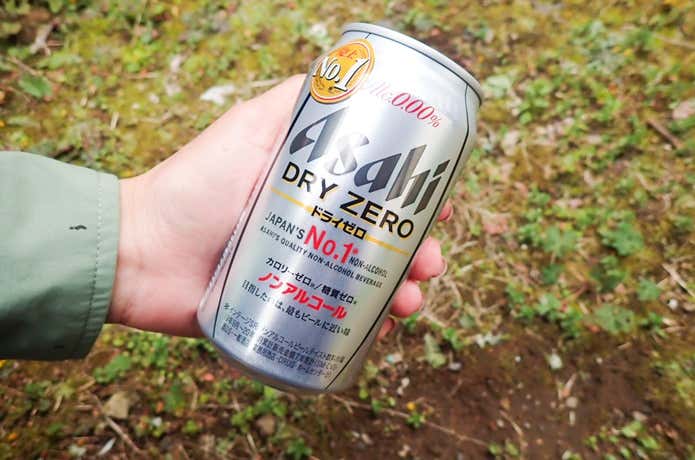 No.1
Alc.0.00%
Asahi
DRY ZERO
ドライゼロ
JAPAN'S No.1* NON-ALCOHOL
ASAHI'S QUALITY NON-ALCOHOL BEVERAGE
カロリーゼロ※/糖質ゼロ※
ノンアルコール
目指したのは、最もビールに近い味